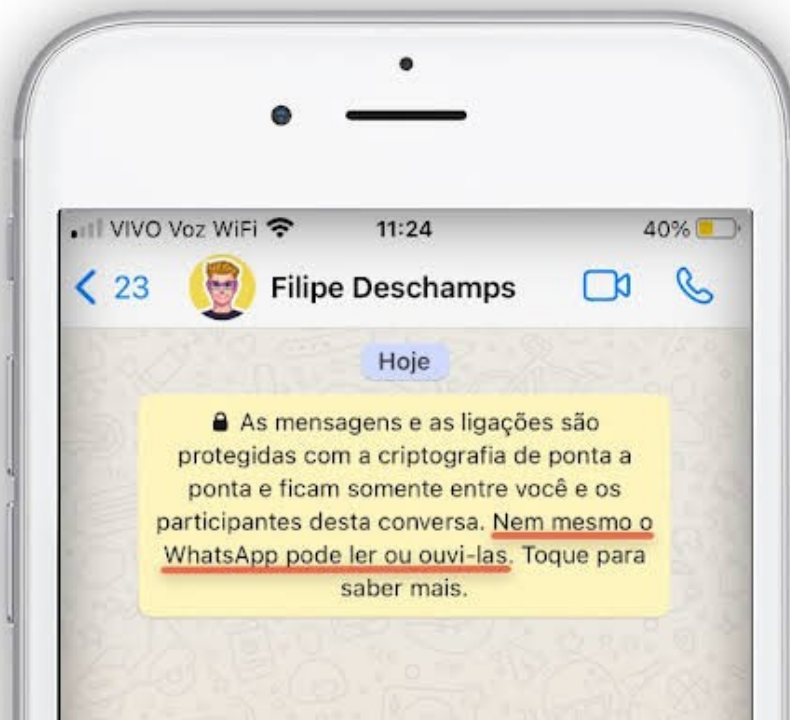 VIVO Voz WiFi 11:24 40%
23 Filipe Deschamps
Hoje
As mensagens e as ligações são
protegidas com a criptografia de ponta a
ponta e ficam somente entre você e os
participantes desta conversa. Nem mesmo o
WhatsApp pode ler ou ouvi-las. Toque para
saber mais.